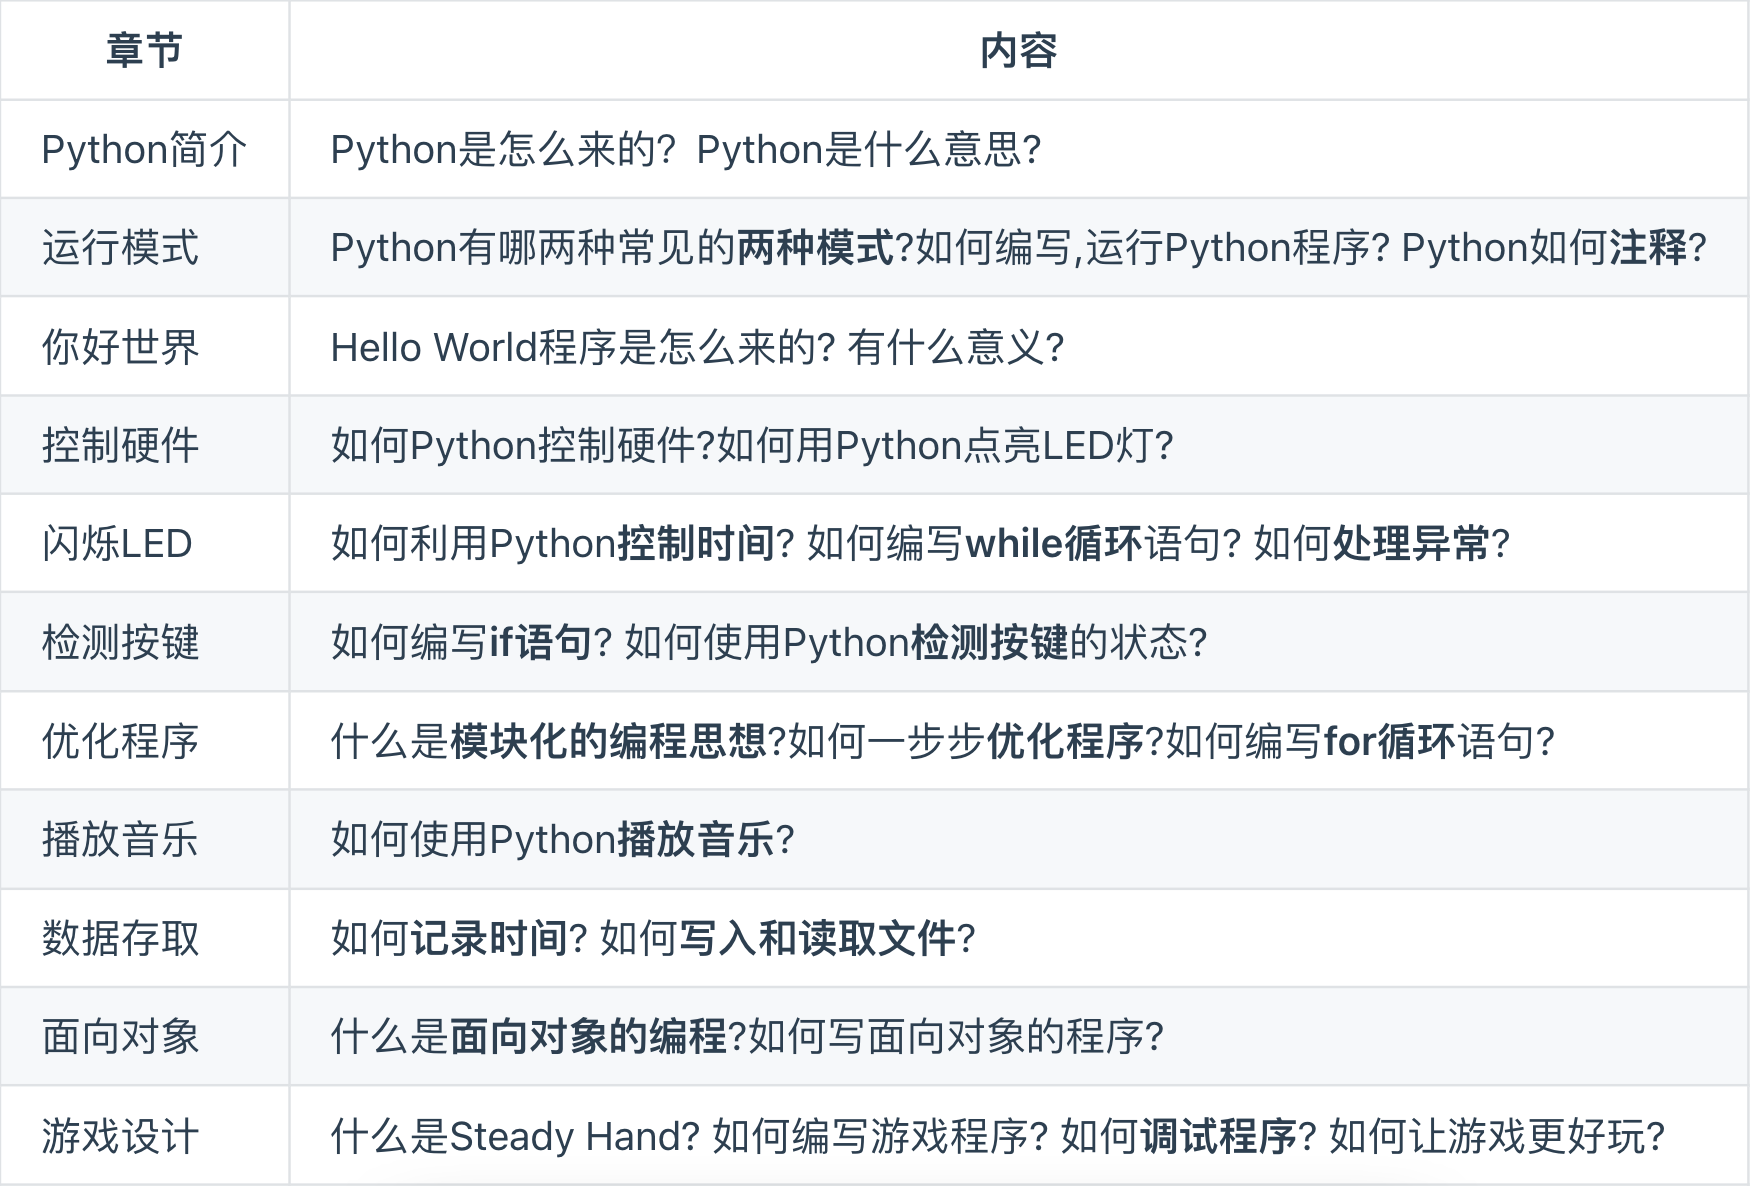 章节 内容
Python简介 Python是怎么来的？ Python是什么意思?
运行模式 Python有哪两种常见的两种模式?如何编写,运行Python程序? Python如何注释?
你好世界 Hello World程序是怎么来的? 有什么意义?
控制硬件 如何Python控制硬件?如何用Python点亮LED灯?
闪烁LED 如何利用Python控制时间? 如何编写while循环语句? 如何处理异常?
检测按键 如何编写if语句? 如何使用Python检测按键的状态?
优化程序 什么是模块化的编程思想?如何一步步优化程序?如何编写for循环语句?
播放音乐 如何使用Python播放音乐?
数据存取 如何记录时间? 如何写入和读取文件?
面向对象 什么是面向对象的编程?如何写面向对象的程序?
游戏设计 什么是Steady Hand? 如何编写游戏程序? 如何调试程序? 如何让游戏更好玩?